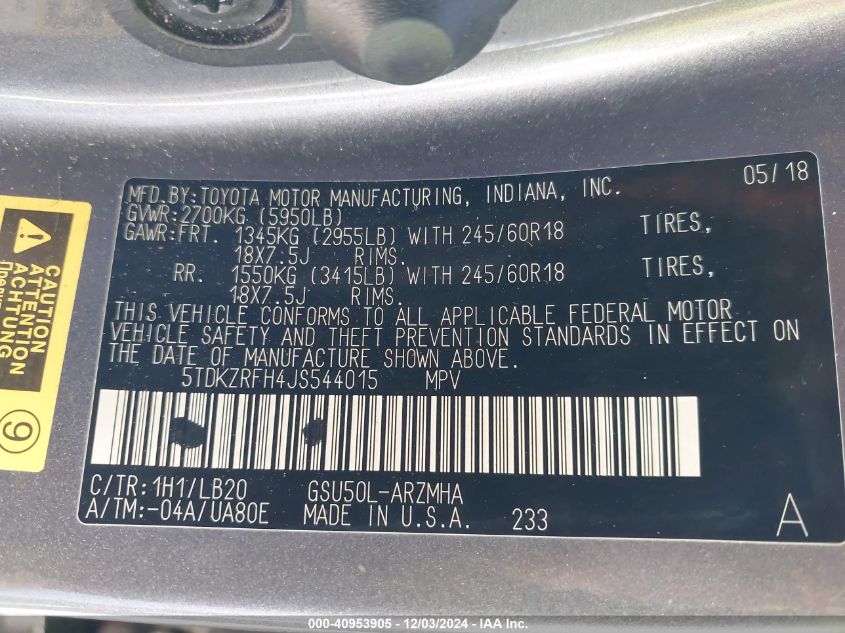 MFD.BY:TOYOTA MOTOR MANUFACTURING, INDIANA, INC. 05/18
GVWR:2700KG (5950LB)
GAWR:FRT. 1345KG (2955LB) WITH 245/60R18 TIRES,
18X7.5J RIMS.
RR. 1550KG (3415LB) WITH 245/60R18 TIRES,
18X7.5J RIMS.
THIS VEHICLE CONFORMS TO ALL APPLICABLE FEDERAL MOTOR
VEHICLE SAFETY AND THEFT PREVENTION STANDARDS IN EFFECT ON
THE DATE OF MANUFACTURE SHOWN ABOVE.
5TDKZRFH4JS544015 MPV
C/TR:1H1/LB20 GSU50L-ARZMHA
A/TM:-04A/UA80E MADE IN U.S.A. 233 A
CAUTION
ATTENTION
ACHTUNG
9
000-40953905 - 12/03/2024 - IAA Inc.